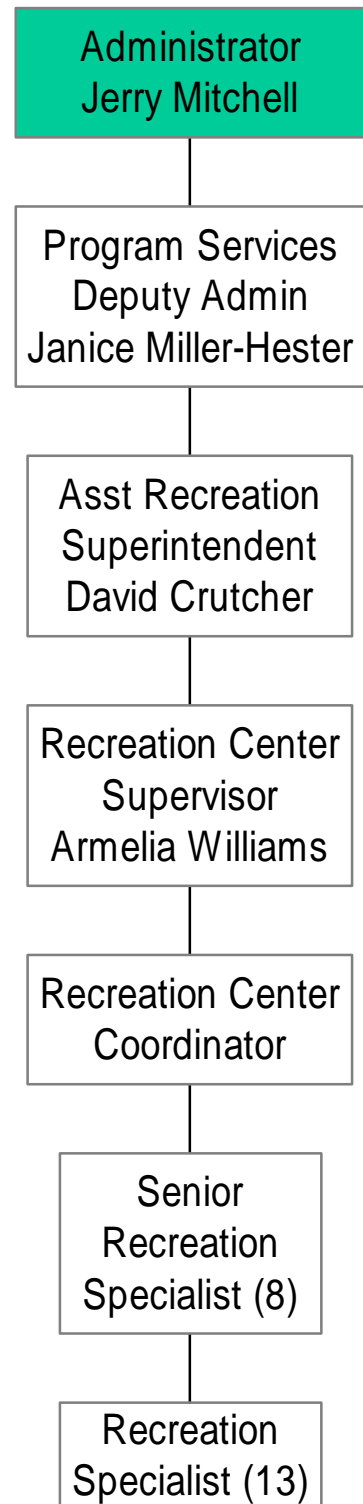 Administrator
Jerry Mitchell
Program Services
Deputy Admin
Janice Miller-Hester
Asst Recreation
Superintendent
David Crutcher
Recreation Center
Supervisor
Armelia Williams
Recreation Center
Coordinator
Senior
Recreation
Specialist (8)
Recreation
Specialist (13)